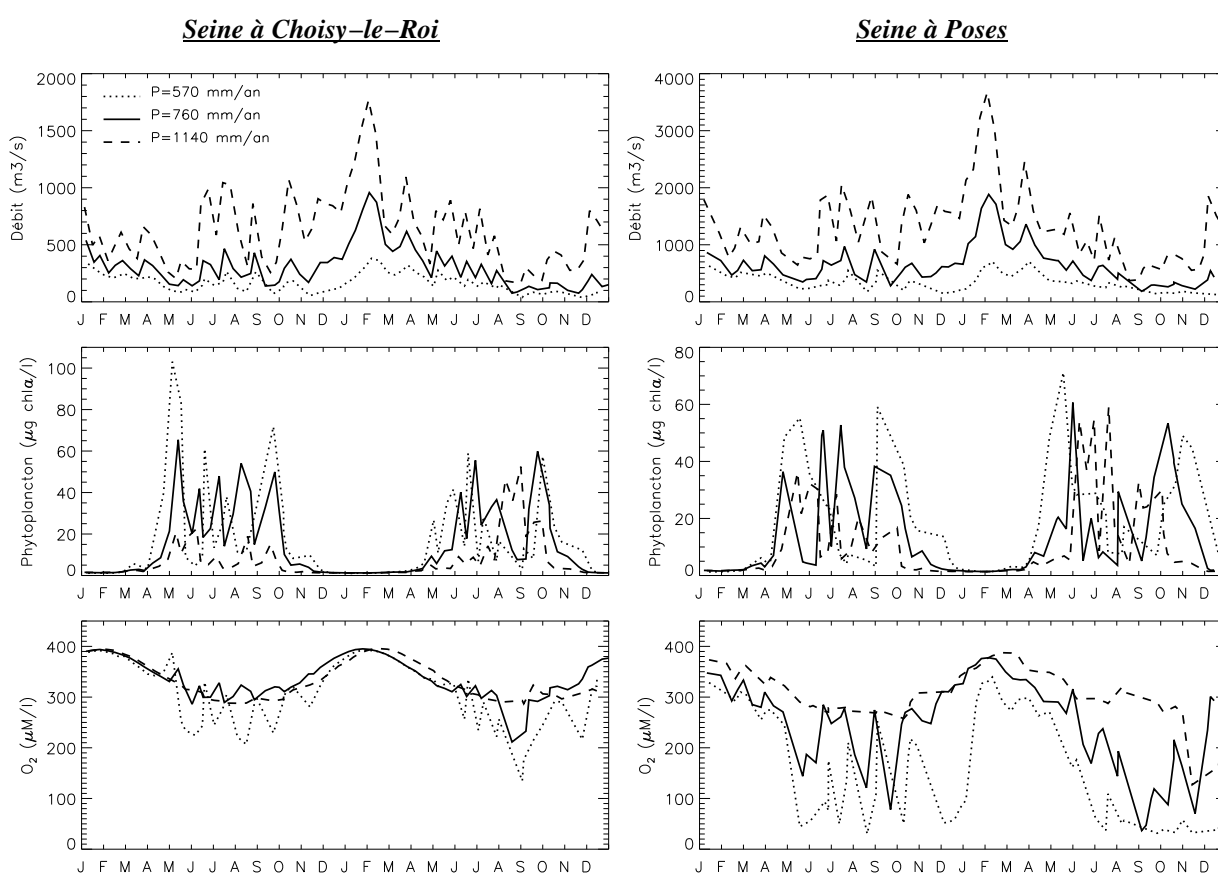 Seine à Choisy–le–Roi
Seine à Poses
2000
1500
1000
500
0
Débit (m3/s)
P=570 mm/an
P=760 mm/an
P=1140 mm/an
J F M A M J J A S O N D J F M A M J J A S O N D
4000
3000
2000
1000
0
Débit (m3/s)
J F M A M J J A S O N D J F M A M J J A S O N D
100
80
60
40
20
0
Phytoplancton (µg chla/l)
J F M A M J J A S O N D J F M A M J J A S O N D
80
60
40
20
0
Phytoplancton (µg chla/l)
J F M A M J J A S O N D J F M A M J J A S O N D
400
300
200
100
0
O₂ (µM/l)
J F M A M J J A S O N D J F M A M J J A S O N D
400
300
200
100
0
O₂ (µM/l)
J F M A M J J A S O N D J F M A M J J A S O N D